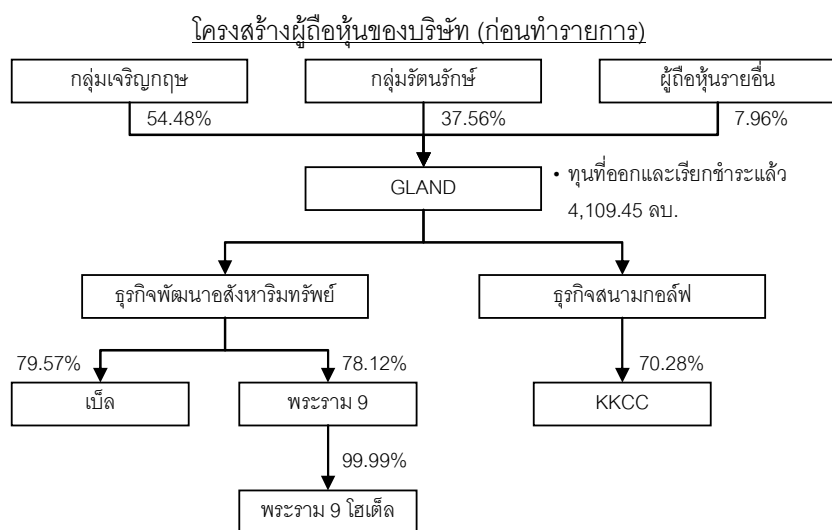 โครงสร้างผู้ถือหุ้นของบริษัท (ก่อนทำรายการ)
กลุ่มเจริญกฤษ
กลุ่มรัตนรักษ์
ผู้ถือหุ้นรายอื่น
54.48%
37.56%
7.96%
GLAND
• ทุนที่ออกและเรียกชำระแล้ว
4,109.45 ลบ.
ธุรกิจพัฒนาอสังหาริมทรัพย์
ธุรกิจสนามกอล์ฟ
79.57%
78.12%
70.28%
เบ็ล
พระราม 9
KKCC
99.99%
พระราม 9 โฮเต็ล